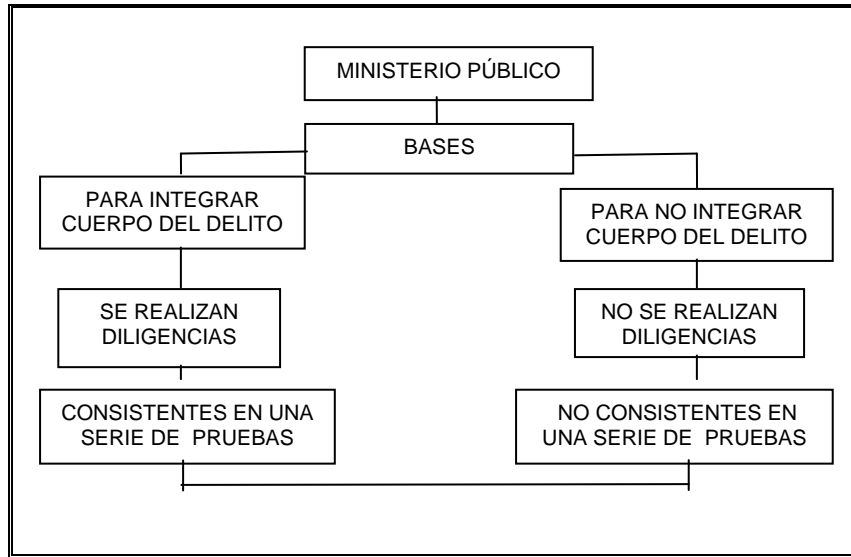 MINISTERIO PÚBLICO
BASES
PARA INTEGRAR
CUERPO DEL DELITO
PARA NO INTEGRAR
CUERPO DEL DELITO
SE REALIZAN
DILIGENCIAS
NO SE REALIZAN
DILIGENCIAS
CONSISTENTES EN UNA
SERIE DE PRUEBAS
NO CONSISTENTES EN
UNA SERIE DE PRUEBAS